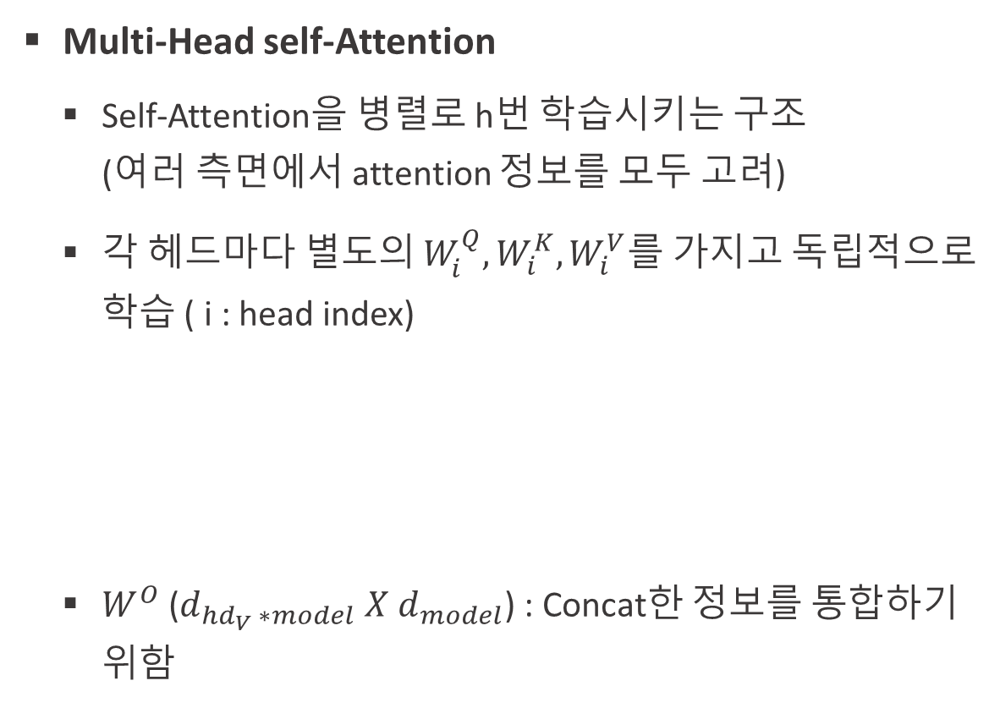 ▪ Multi-Head self-Attention
▪ Self-Attention을 병렬로 h번 학습시키는 구조
(여러 측면에서 attention 정보를 모두 고려)
▪ 각 헤드마다 별도의 $W_i^Q, W_i^K, W_i^V$를 가지고 독립적으로
학습 ( i : head index)
▪ $W^O$ ($d_{hd_V *model}$ X $d_{model}$) : Concat한 정보를 통합하기
위함